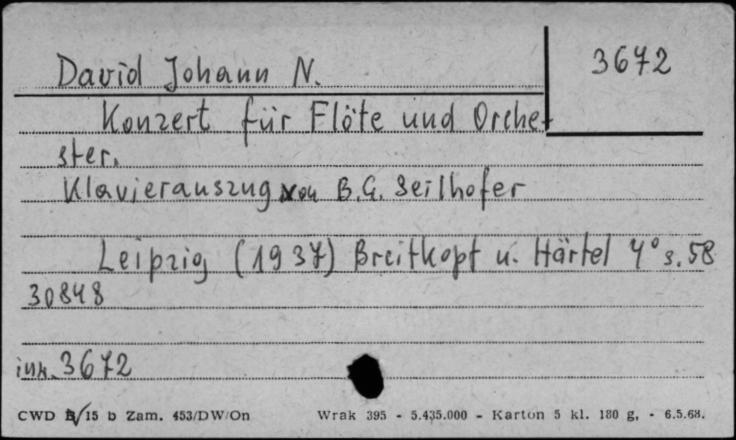 David Johann N.
3672
Konzert für Flöte und Orche-
ster.
Klavierauszug von B.G. Seilhofer
Leipzig (1937) Breitkopf u. Härtel 4° s. 58
30848
inw. 3672
CWD B/15 b Zam. 453/DW/On Wrak 395 - 5.435.000 - Karton 5 kl. 180 g, - 6.5.68.